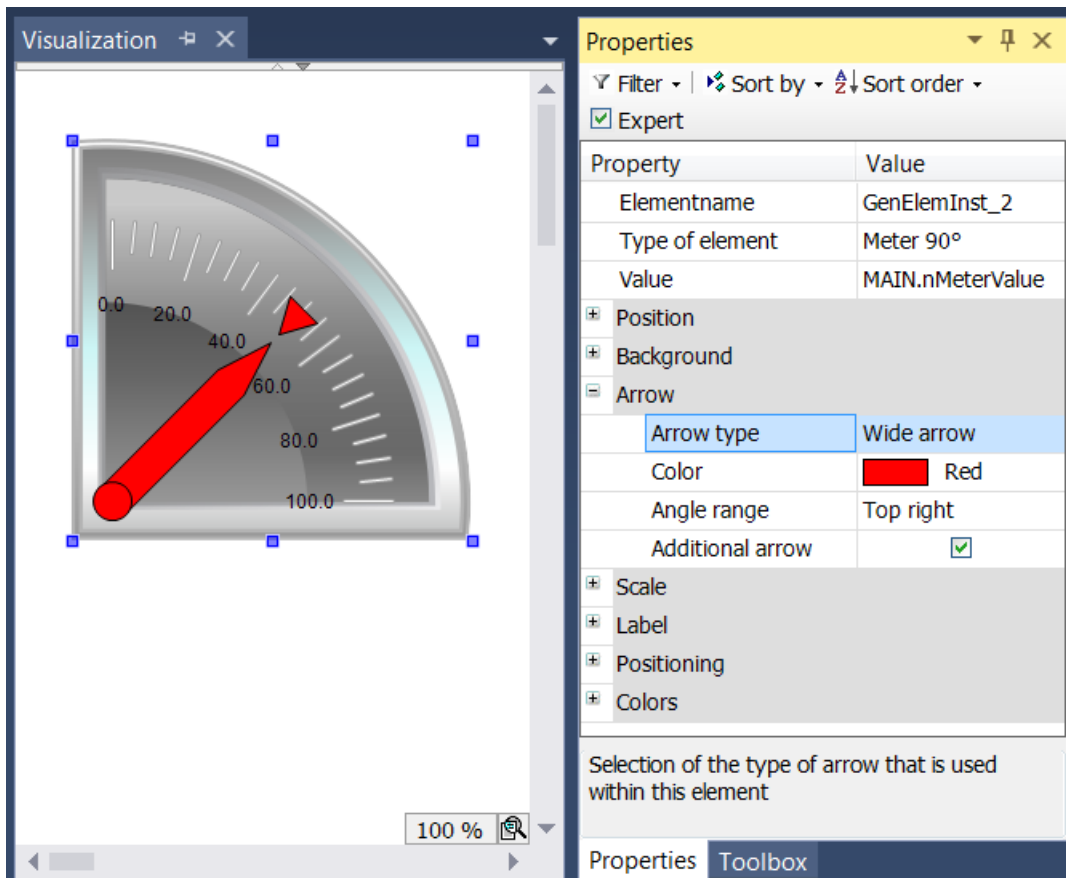 Visualization
0.0
20.0
40.0
60.0
80.0
100.0
100 %
Properties
Filter Sort by Sort order
Expert
Property Value
Elementname GenElemInst_2
Type of element Meter 90°
Value MAIN.nMeterValue
Position
Background
Arrow
Arrow type Wide arrow
Color Red
Angle range Top right
Additional arrow
Scale
Label
Positioning
Colors
Selection of the type of arrow that is used
within this element
Properties Toolbox